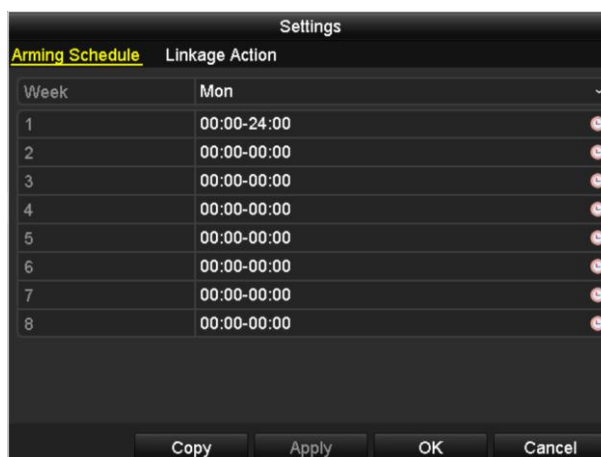 Settings
Arming Schedule Linkage Action
Week Mon
1 00:00-24:00
2 00:00-00:00
3 00:00-00:00
4 00:00-00:00
5 00:00-00:00
6 00:00-00:00
7 00:00-00:00
8 00:00-00:00
Copy Apply OK Cancel